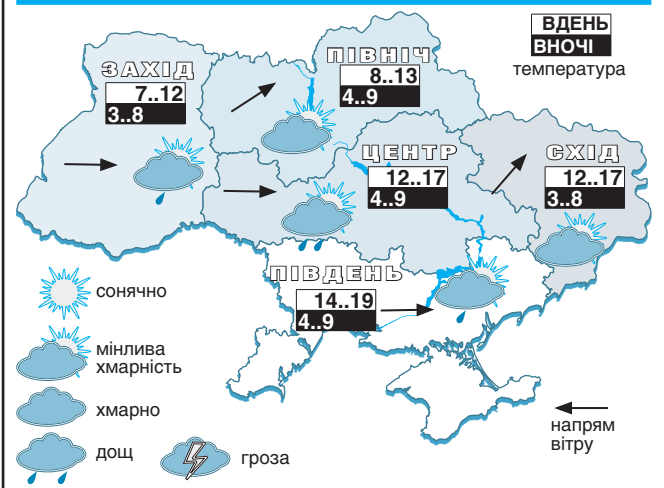 ВДЕНЬ
ВНОЧІ
температура
ЗАХІД
7..12
3..8
ПІВНІЧ
8..13
4..9
ЦЕНТР
12..17
4..9
СХІД
12..17
3..8
ПІВДЕНЬ
14..19
4..9
сонячно
мінлива
хмарність
хмарно
дощ
гроза
напрям
вітру